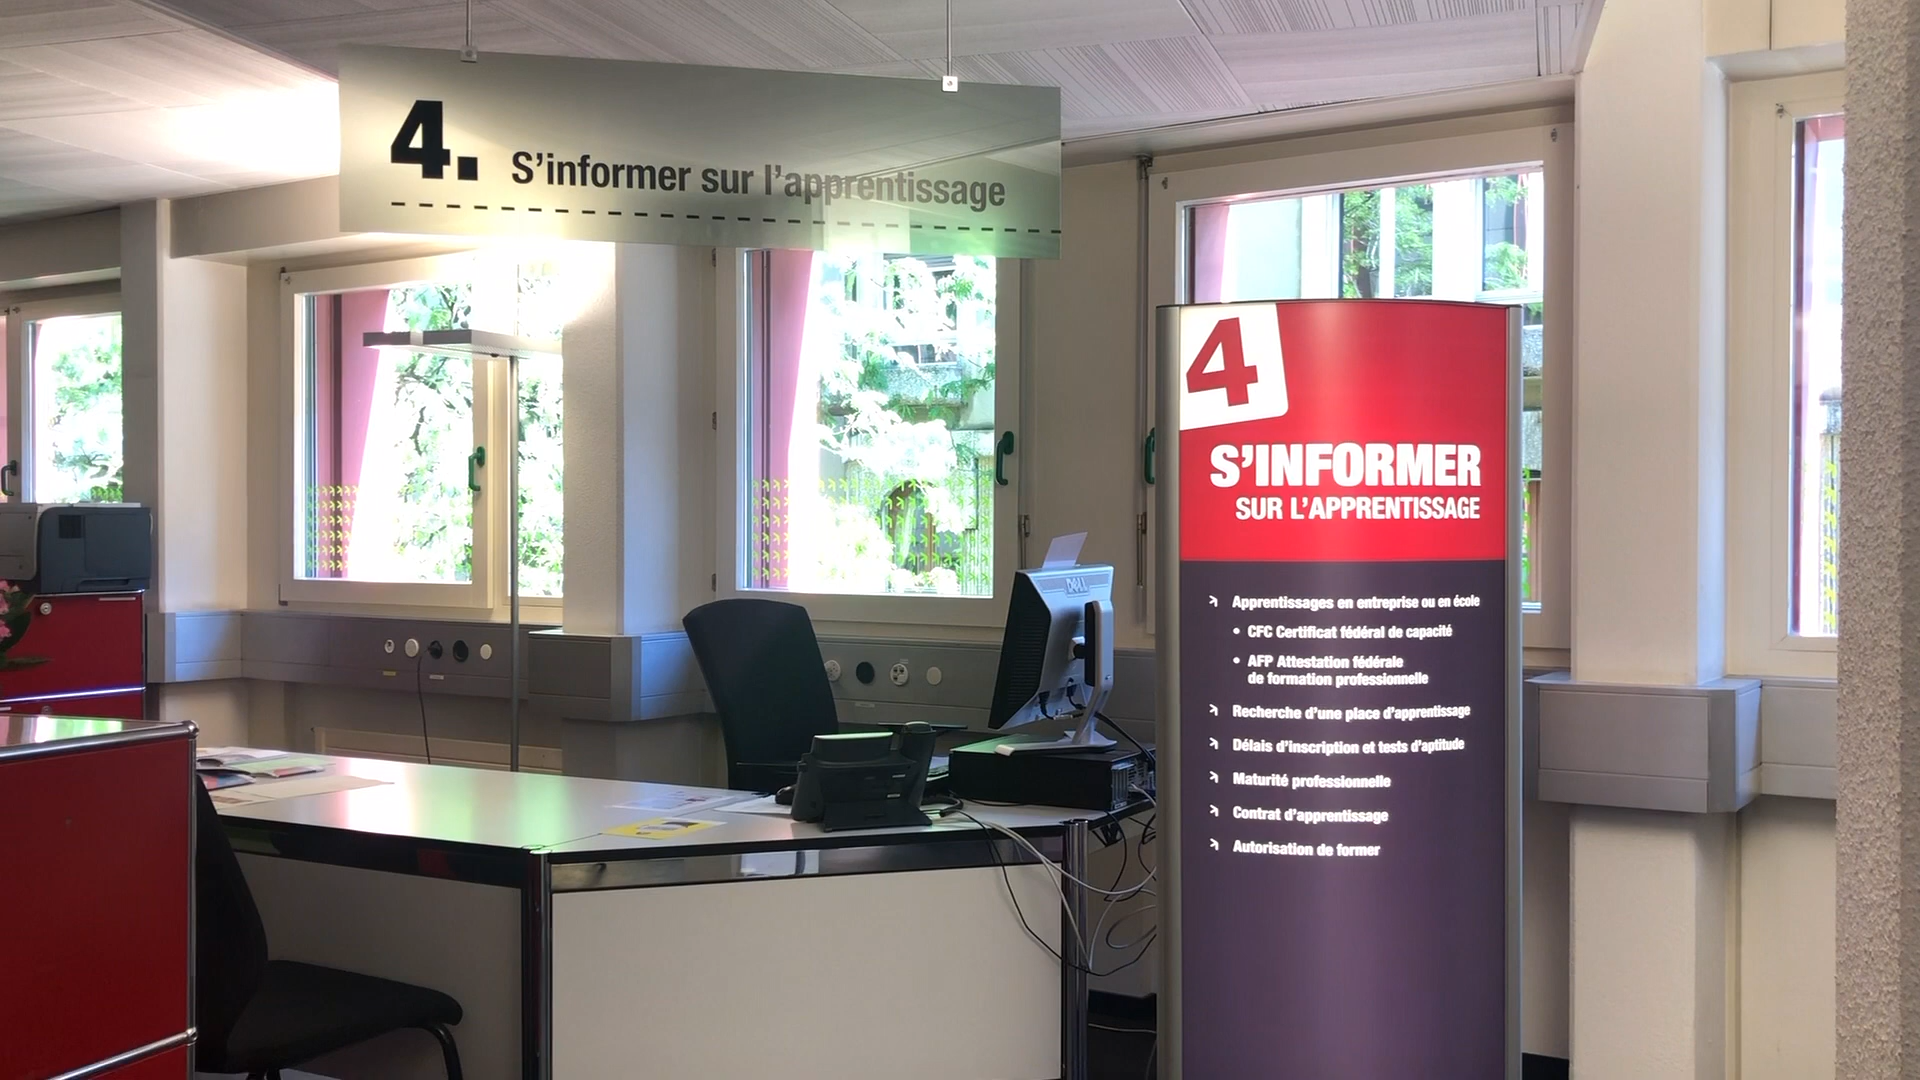 4. S'informer sur l'apprentissage
4
S'INFORMER
SUR L'APPRENTISSAGE
Apprentissages en entreprise ou en école
• CFC Certificat fédéral de capacité
• AFP Attestation fédérale
de formation professionnelle
Recherche d'une place d'apprentissage
Délais d'inscription et tests d'aptitude
Maturité professionnelle
Contrat d'apprentissage
Autorisation de former
DELL